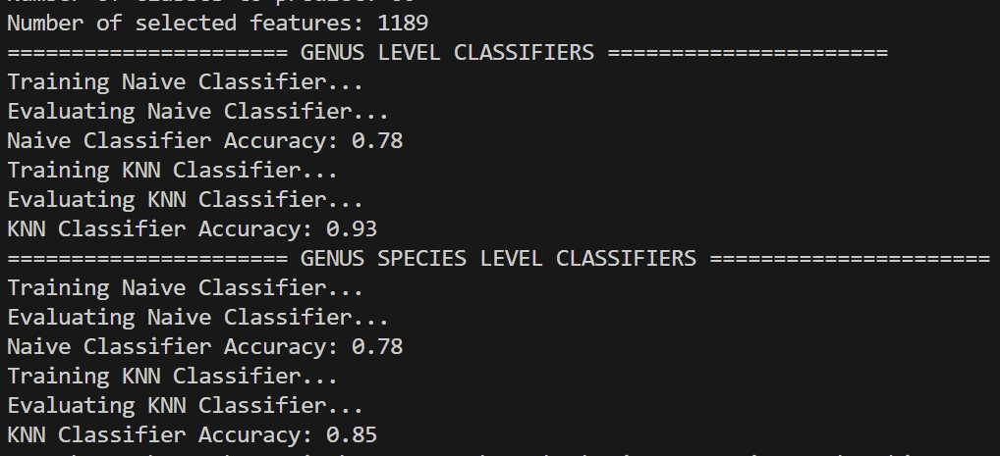 Number of selected features: 1189
====================== GENUS LEVEL CLASSIFIERS ======================
Training Naive Classifier...
Evaluating Naive Classifier...
Naive Classifier Accuracy: 0.78
Training KNN Classifier...
Evaluating KNN Classifier...
KNN Classifier Accuracy: 0.93
====================== GENUS SPECIES LEVEL CLASSIFIERS ======================
Training Naive Classifier...
Evaluating Naive Classifier...
Naive Classifier Accuracy: 0.78
Training KNN Classifier...
Evaluating KNN Classifier...
KNN Classifier Accuracy: 0.85